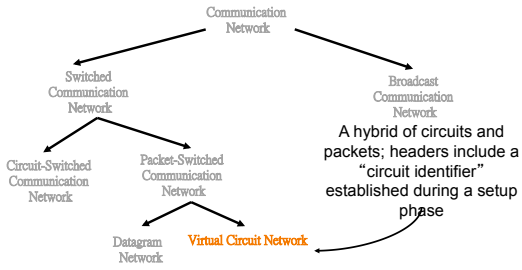 Communication
Network
Switched
Communication
Network
Broadcast
Communication
Network
A hybrid of circuits and
packets; headers include a
“circuit identifier”
established during a setup
phase
Circuit-Switched
Communication
Network
Packet-Switched
Communication
Network
Datagram
Network
Virtual Circuit Network